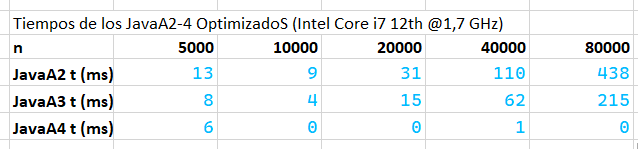 Tiempos de los JavaA2-4 OptimizadoS (Intel Core i7 12th @1,7 GHz)
n 5000 10000 20000 40000 80000
JavaA2 t (ms) 13 9 31 110 438
JavaA3 t (ms) 8 4 15 62 215
JavaA4 t (ms) 6 0 0 1 0